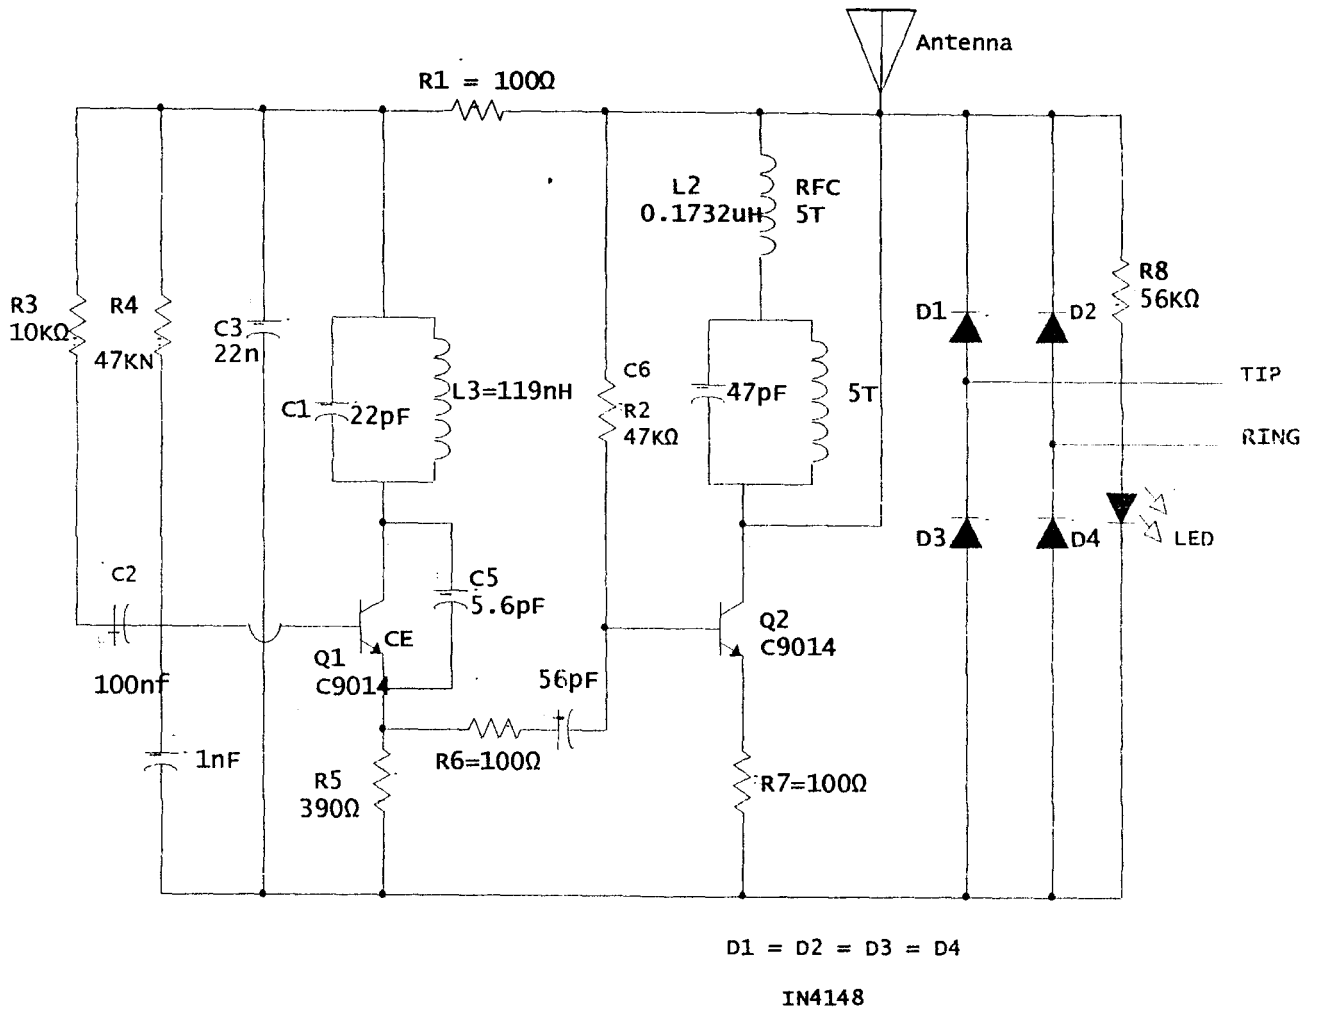 Antenna
R1 = 100Ω
L2
0.1732uH
RFC
5T
R3
10KΩ
R4
47KN
C3
22n
C1
22pF
L3=119nH
C6
R2
47KΩ
47pF
5T
D1
D2
R8
56KΩ
TIP
RING
D3
D4
LED
C2
100nf
C5
5.6pF
CE
Q1
C9014
Q2
C9014
56pF
1nF
R6=100Ω
R5
390Ω
R7=100Ω
D1 = D2 = D3 = D4
IN4148